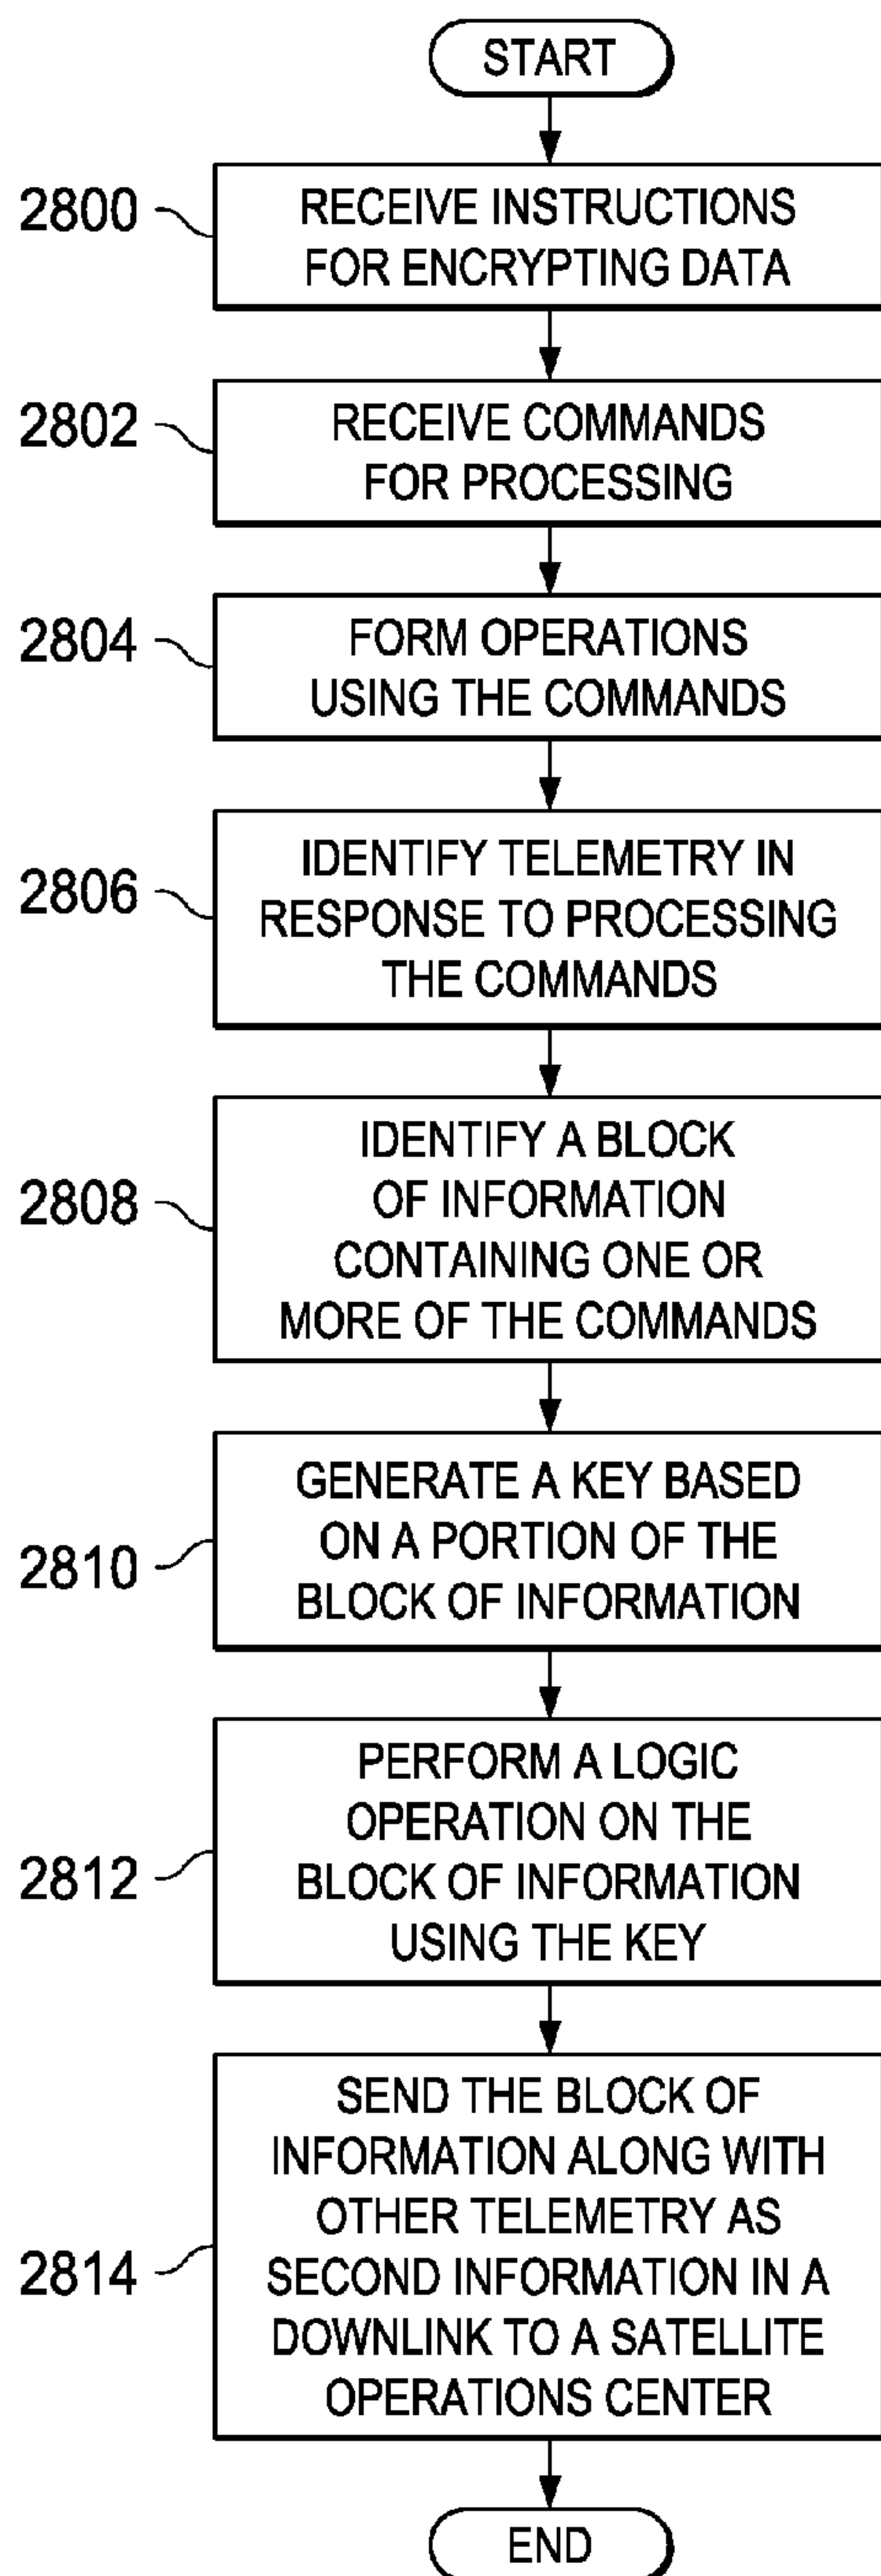 START
2800
RECEIVE INSTRUCTIONS
FOR ENCRYPTING DATA
2802
RECEIVE COMMANDS
FOR PROCESSING
2804
FORM OPERATIONS
USING THE COMMANDS
2806
IDENTIFY TELEMETRY IN
RESPONSE TO PROCESSING
THE COMMANDS
2808
IDENTIFY A BLOCK
OF INFORMATION
CONTAINING ONE OR
MORE OF THE COMMANDS
2810
GENERATE A KEY BASED
ON A PORTION OF THE
BLOCK OF INFORMATION
2812
PERFORM A LOGIC
OPERATION ON THE
BLOCK OF INFORMATION
USING THE KEY
2814
SEND THE BLOCK OF
INFORMATION ALONG WITH
OTHER TELEMETRY AS
SECOND INFORMATION IN A
DOWNLINK TO A SATELLITE
OPERATIONS CENTER
END